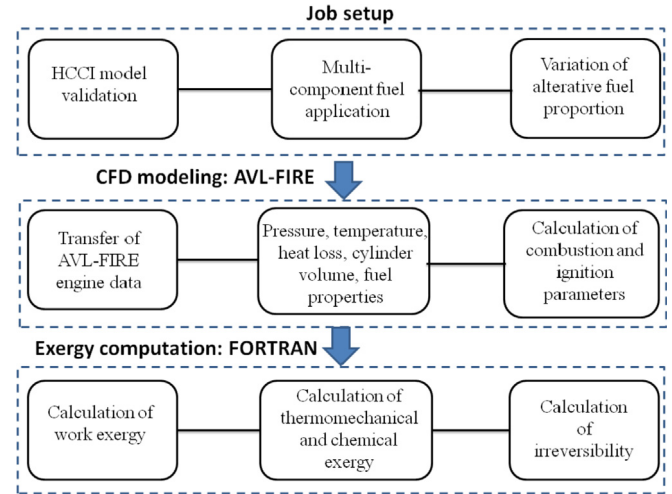 Job setup
HCCI model
validation
Multi-
component fuel
application
Variation of
alterative fuel
proportion
CFD modeling: AVL-FIRE
Transfer of
AVL-FIRE
engine data
Pressure, temperature,
heat loss, cylinder
volume, fuel
properties
Calculation of
combustion and
ignition
parameters
Exergy computation: FORTRAN
Calculation of
work exergy
Calculation of
thermomechanical
and chemical
exergy
Calculation
of
irreversibility